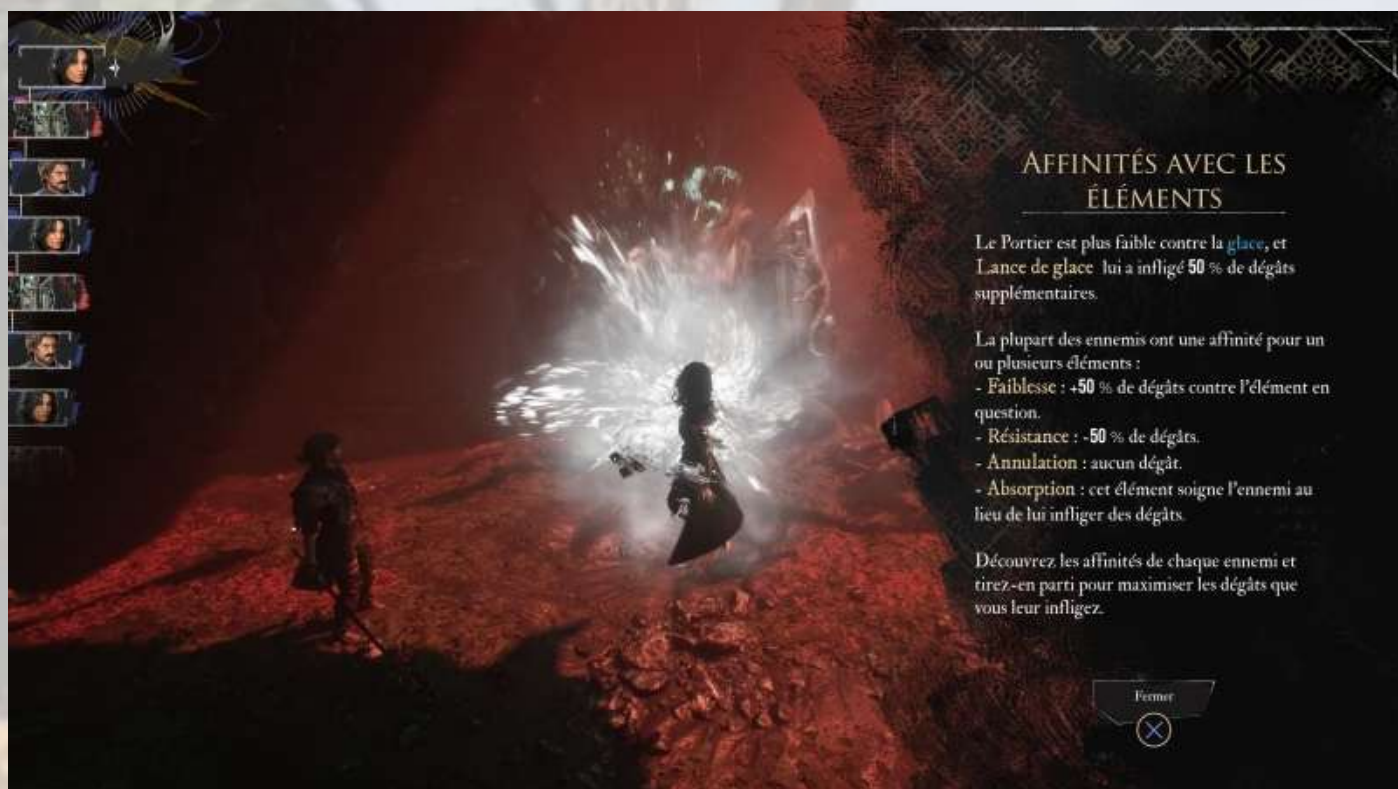 AFFINITÉS AVEC LES
ÉLÉMENTS
Le Portier est plus faible contre la glace, et
Lance de glace lui a infligé 50 % de dégâts
supplémentaires.
La plupart des ennemis ont une affinité pour un
ou plusieurs éléments :
- Faiblesse : +50 % de dégâts contre l'élément en
question.
- Résistance : -50 % de dégâts.
- Annulation : aucun dégât.
- Absorption : cet élément soigne l'ennemi au
lieu de lui infliger des dégâts.
Découvrez les affinités de chaque ennemi et
tirez-en parti pour maximiser les dégâts que
vous leur infligez.
Fermer